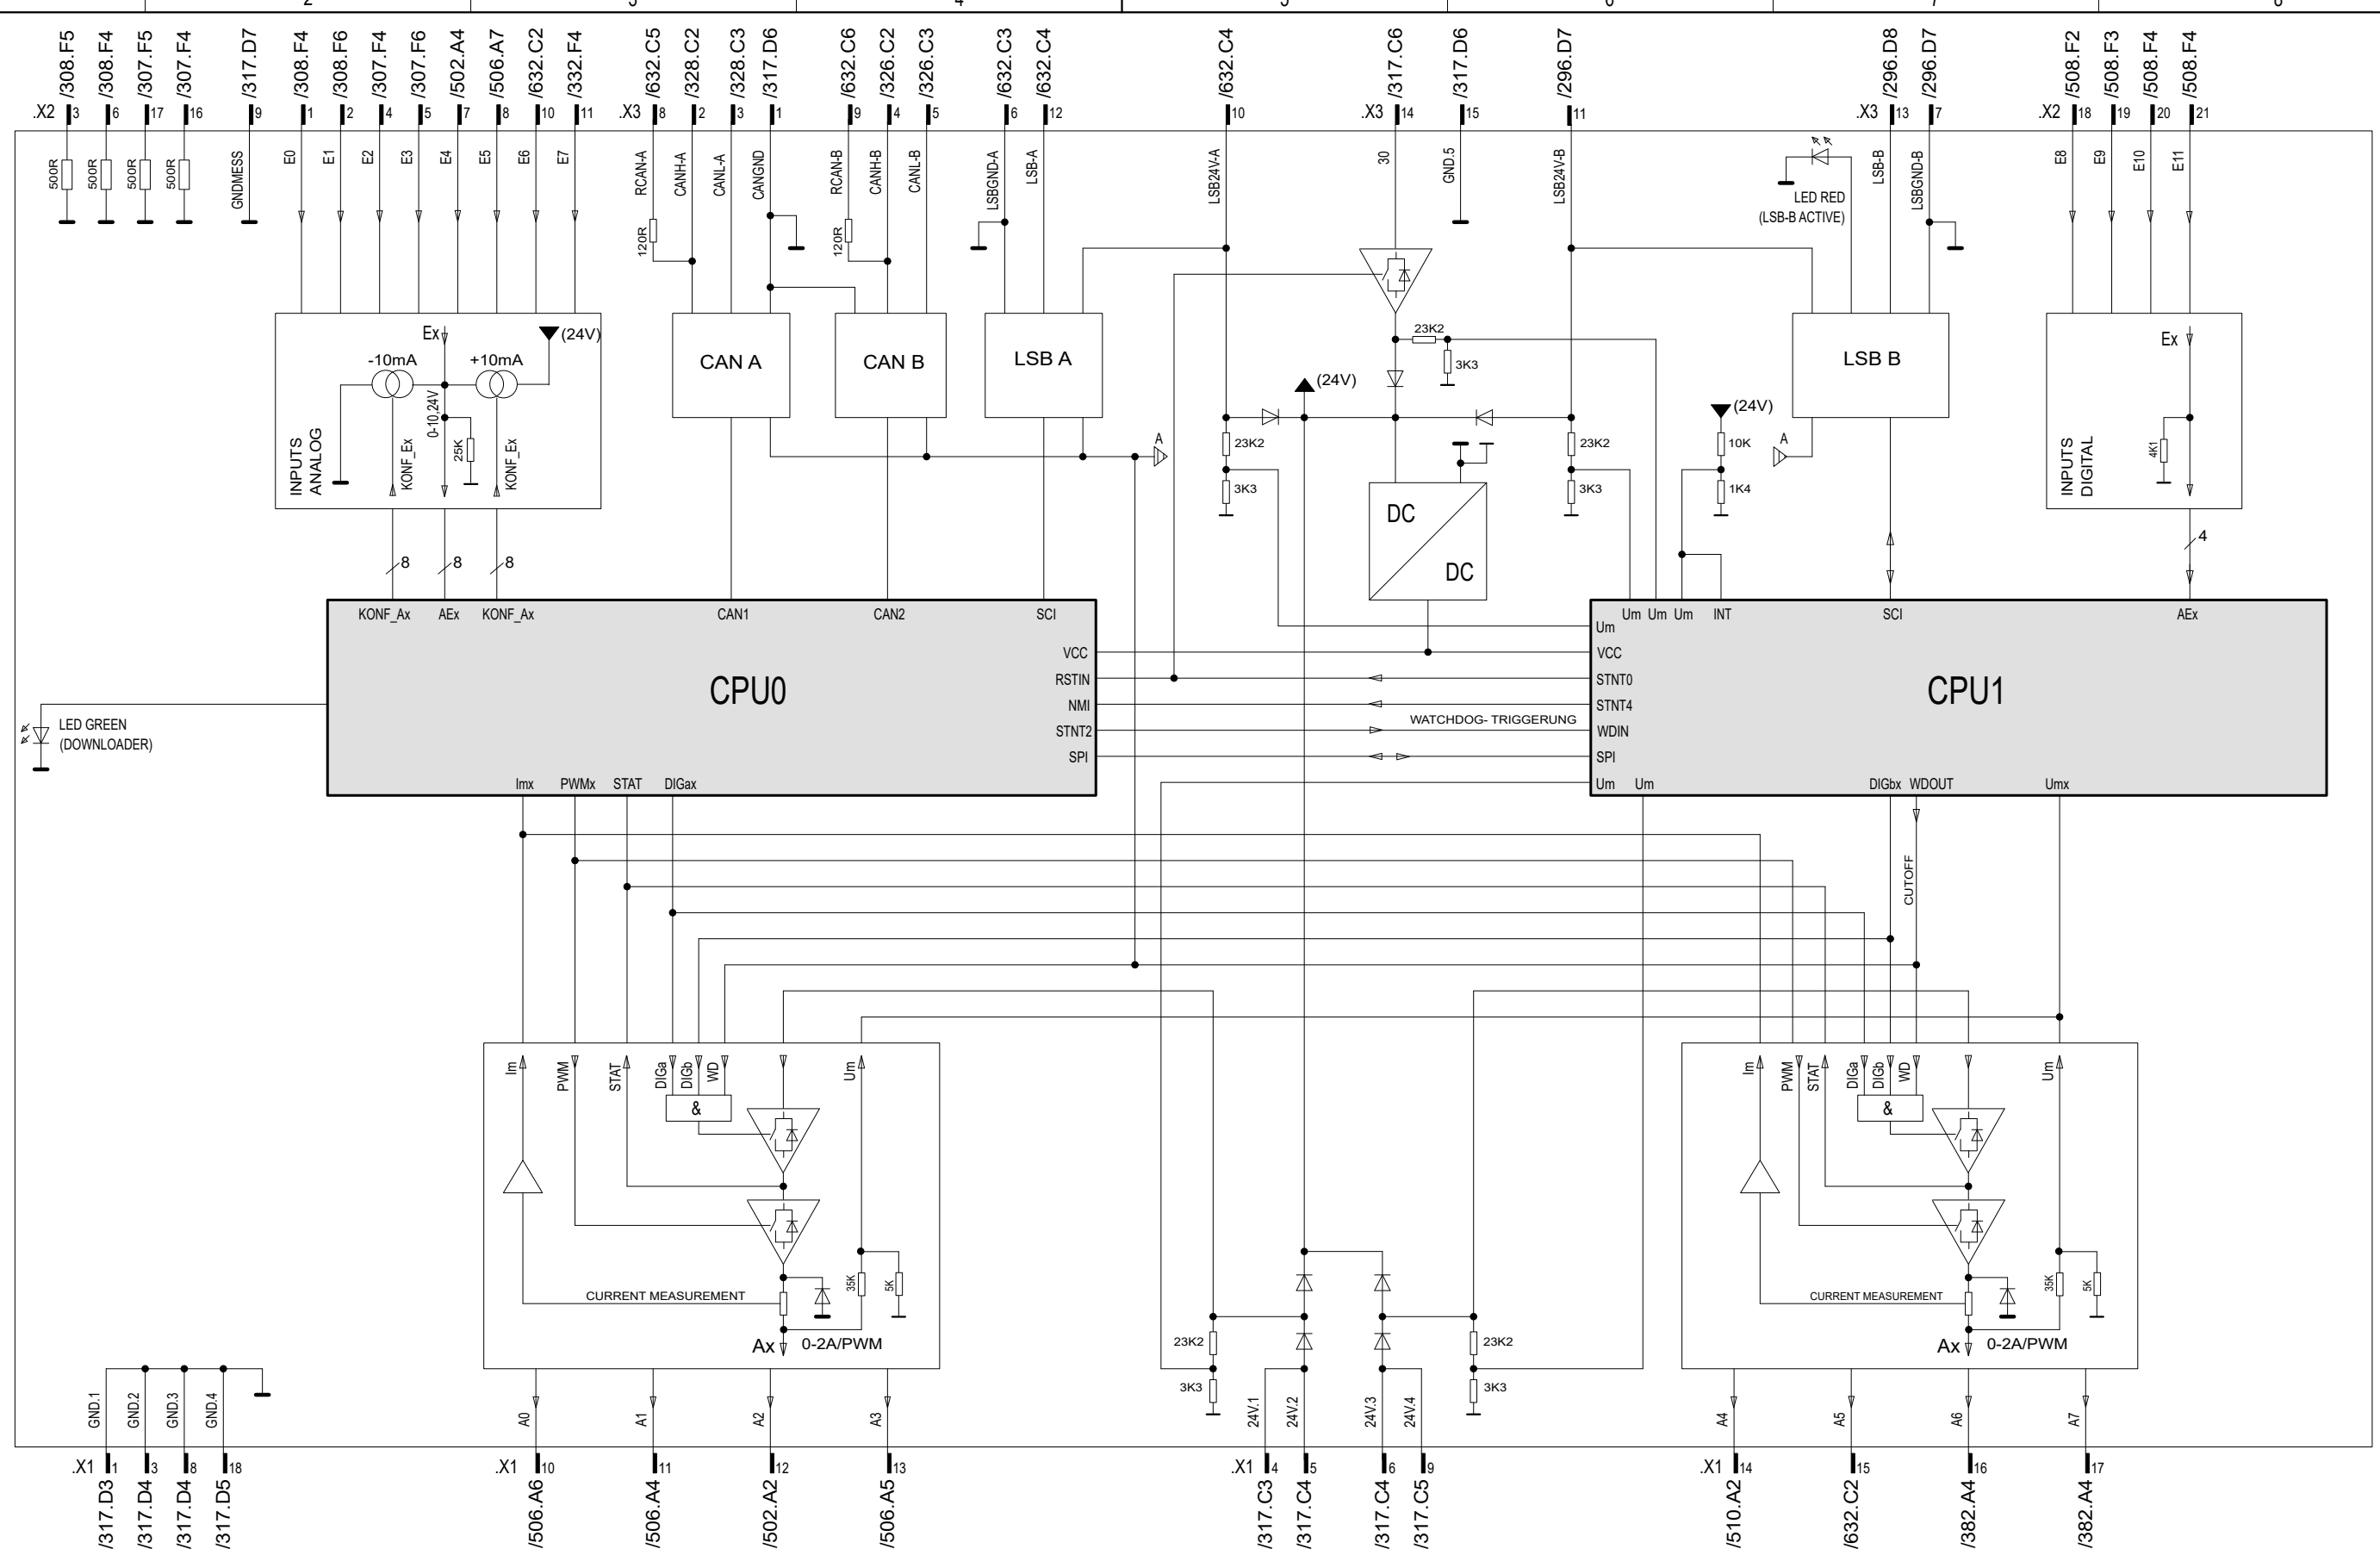 2 3 4 5 6 7 8
/308.F5 /308.F4 /307.F5 /307.F4 /317.D7 /308.F4 /308.F6 /307.F4 /307.F6 /502.A4 /506.A7 /632.C2 /332.F4 /632.C5 /328.C2 /328.C3 /317.D6 /632.C6 /326.C2 /326.C3 /632.C3 /632.C4 /632.C4 /317.C6 /317.D6 /296.D7 /296.D8 /296.D7 /508.F2 /508.F3 /508.F4 /508.F4
.X2 3 6 17 16 9 1 2 4 5 7 8 10 11 .X3 8 2 3 1 9 4 5 6 12 10 .X3 14 15 11 .X3 13 7 .X2 18 19 20 21
500R 500R 500R 500R GNDMESS E0 E1 E2 E3 E4 E5 E6 E7 RCAN-A CANH-A CANL-A CANGND RCAN-B CANH-B CANL-B LSBGND-A LSB-A LSB24V-A 30 GND.5 LSB24V-B LSB-B LSBGND-B E8 E9 E10 E11
LED RED
(LSB-B ACTIVE)
120R 120R
Ex (24V) 23K2 Ex
-10mA +10mA CAN A CAN B LSB A 3K3 LSB B
(24V)
0-10,24V (24V)
INPUTS
ANALOG
KONF_Ex 25K KONF_Ex A 23K2 23K2 10K A 4K1
INPUTS
DIGITAL
3K3 3K3 1K4
DC
DC
8 8 8 4
KONF_Ax AEx KONF_Ax CAN1 CAN2 SCI Um Um Um INT SCI AEx
Um
VCC VCC
CPU0 RSTIN STNT0 CPU1
NMI STNT4
LED GREEN
(DOWNLOADER)
WATCHDOG- TRIGGERUNG
STNT2 WDIN
SPI SPI
Imx PWMx STAT DIGax Um Um DIGbx WDOUT Umx
CUTOFF
Im PWM STAT DIGa DIGb WD Um Im PWM STAT DIGa DIGb WD Um
& &
35K 5K 35K 5K
CURRENT MEASUREMENT CURRENT MEASUREMENT
Ax 0-2A/PWM 23K2 23K2 Ax 0-2A/PWM
3K3 3K3
GND.1 GND.2 GND.3 GND.4 A0 A1 A2 A3 24V.1 24V.2 24V.3 24V.4 A4 A5 A6 A7
.X1 1 3 8 18 .X1 10 11 12 13 .X1 4 5 6 9 .X1 14 15 16 17
/317.D3 /317.D4 /317.D4 /317.D5 /506.A6 /506.A4 /502.A2 /506.A5 /317.C3 /317.C4 /317.C4 /317.C5 /510.A2 /632.C2 /382.A4 /382.A4